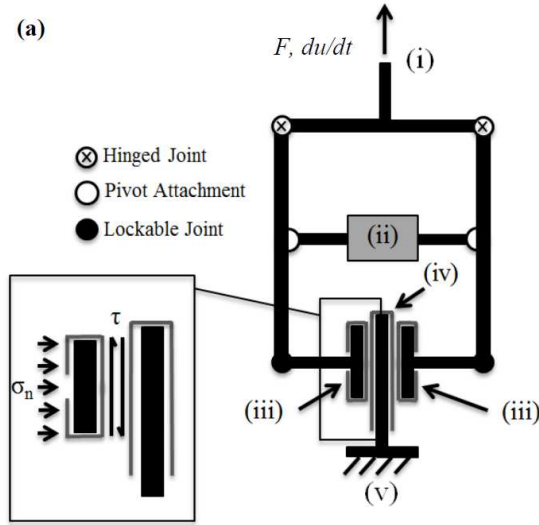 (a)
F, du/dt
(i)
Hinged Joint
Pivot Attachment
Lockable Joint
(ii)
(iv)
τ
σn
(iii)
(iii)
(v)